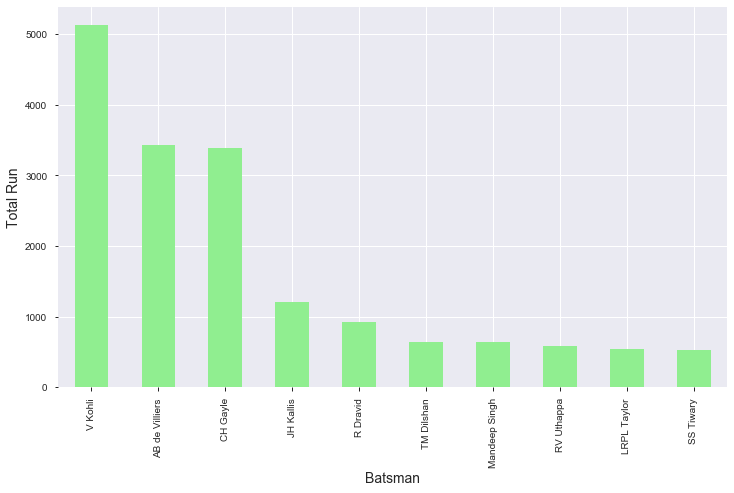 5000
4000
3000
2000
1000
0
Total Run
V Kohli
AB de Villiers
CH Gayle
JH Kallis
R Dravid
TM Dilshan
Mandeep Singh
RV Uthappa
LRPL Taylor
SS Tiwary
Batsman